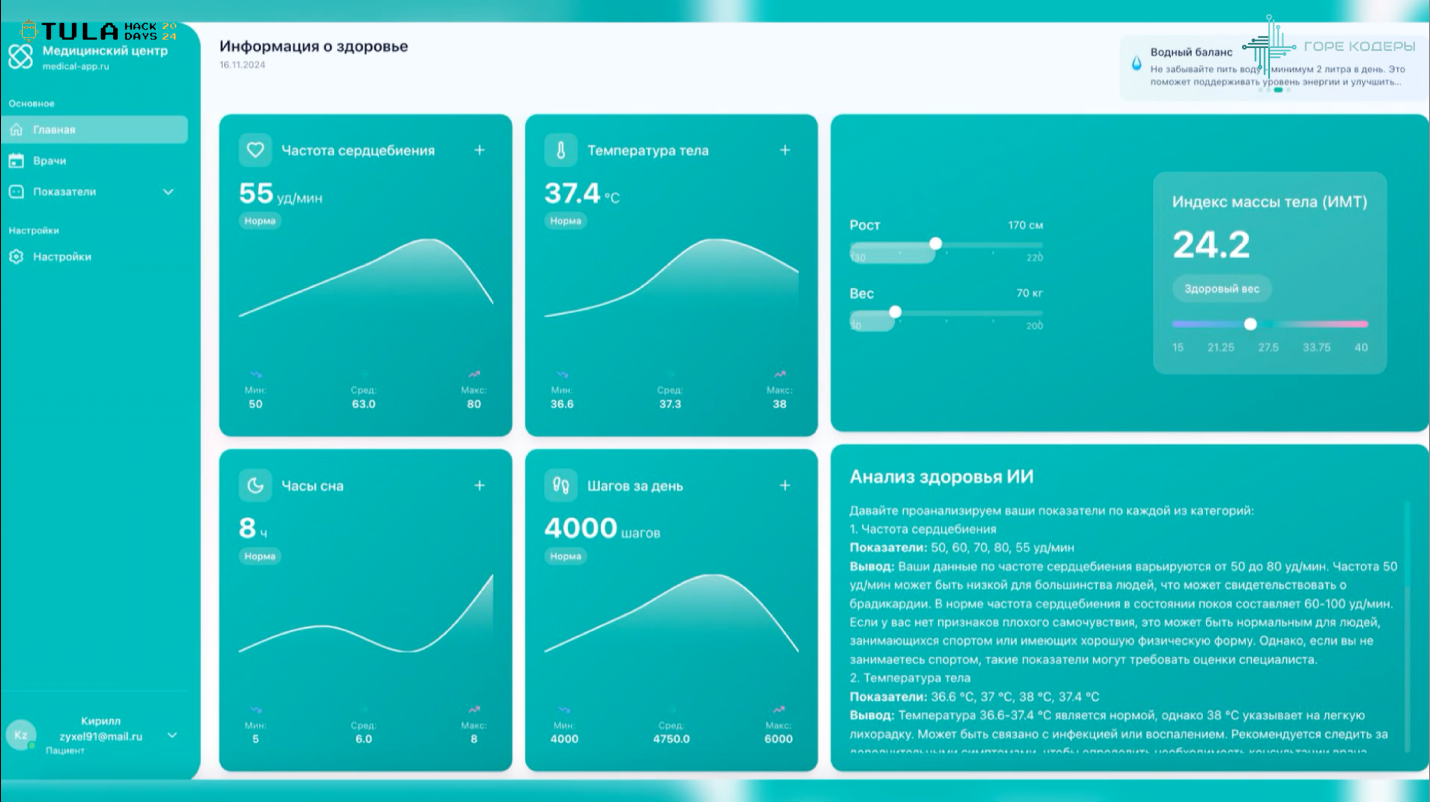 TULA HACK DAYS 2024
Медицинский центр
medical-app.ru
Основное
Главная
Врачи
Показатели
Настройки
Настройки
Kz
Кирилл
zyxel91@mail.ru
Пациент
Информация о здоровье
16.11.2024
Водный баланс
Не забывайте пить воду - минимум 2 литра в день. Это
поможет поддерживать уровень энергии и улучшить...
ГОРЕ КОДЕРЫ
Частота сердцебиения +
55 уд/мин
Норма
Мин: Сред: Макс:
50 63.0 80
Температура тела +
37.4 °C
Норма
Мин: Сред: Макс:
36.6 37.3 38
Рост 170 см
130 220
Вес 70 кг
200
Индекс массы тела (ИМТ)
24.2
Здоровый вес
15 21.25 27.5 33.75 40
Часы сна +
8 ч
Норма
Мин: Сред: Макс:
5 6.0 8
Шагов за день +
4000 шагов
Норма
Мин: Сред: Макс:
4000 4750.0 6000
Анализ здоровья ИИ
Давайте проанализируем ваши показатели по каждой из категорий:
1. Частота сердцебиения
Показатели: 50, 60, 70, 80, 55 уд/мин
Вывод: Ваши данные по частоте сердцебиения варьируются от 50 до 80 уд/мин. Частота 50
уд/мин может быть низкой для большинства людей, что может свидетельствовать о
брадикардии. В норме частота сердцебиения в состоянии покоя составляет 60-100 уд/мин.
Если у вас нет признаков плохого самочувствия, это может быть нормальным для людей,
занимающихся спортом или имеющих хорошую физическую форму. Однако, если вы не
занимаетесь спортом, такие показатели могут требовать оценки специалиста.
2. Температура тела
Показатели: 36.6 °C, 37 °C, 38 °C, 37.4 °C
Вывод: Температура 36.6-37.4 °C является нормой, однако 38 °C указывает на легкую
лихорадку. Может быть связано с инфекцией или воспалением. Рекомендуется следить за
дополнительными симптомами, чтобы определить необходимость консультации врача.